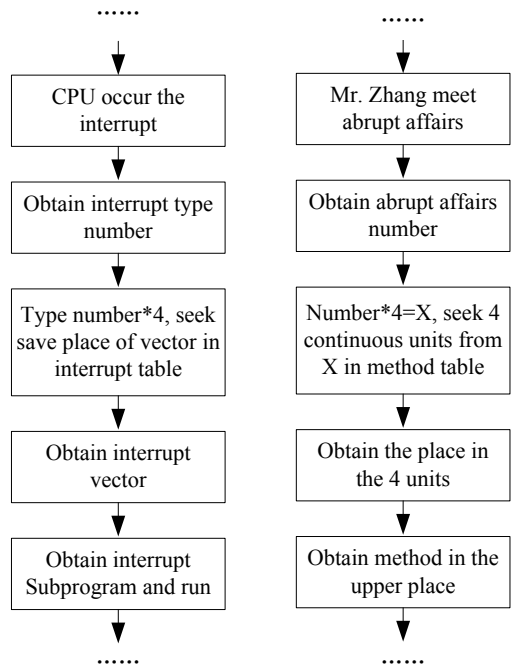 ……
CPU occur the
interrupt
Obtain interrupt type
number
Type number*4, seek
save place of vector in
interrupt table
Obtain interrupt
vector
Obtain interrupt
Subprogram and run
……
……
Mr. Zhang meet
abrupt affairs
Obtain abrupt affairs
number
Number*4=X, seek 4
continuous units from
X in method table
Obtain the place in
the 4 units
Obtain method in the
upper place
……